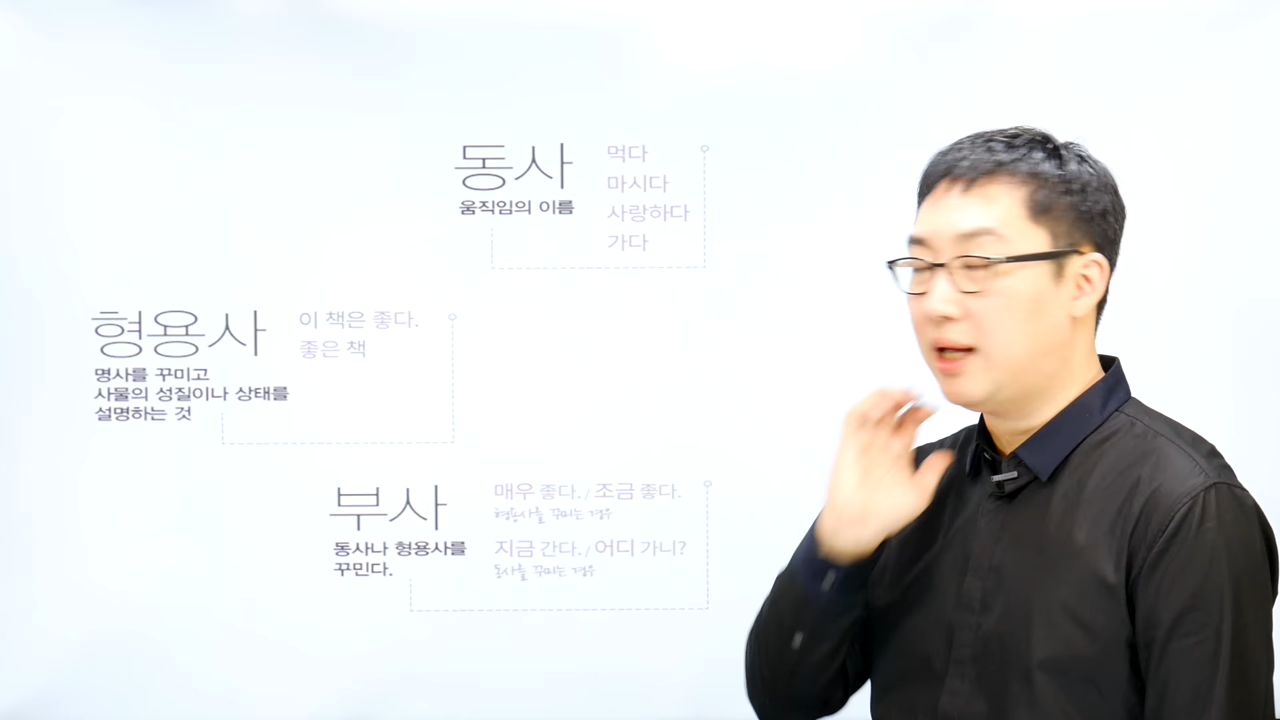 동사
움직임의 이름
먹다
마시다
사랑하다
가다
형용사
명사를 꾸미고
사물의 성질이나 상태를
설명하는 것
이 책은 좋다.
좋은 책
부사
동사나 형용사를
꾸민다.
매우 좋다. / 조금 좋다.
형용사를 꾸미는 경우
지금 간다. / 어디 가니?
동사를 꾸미는 경우